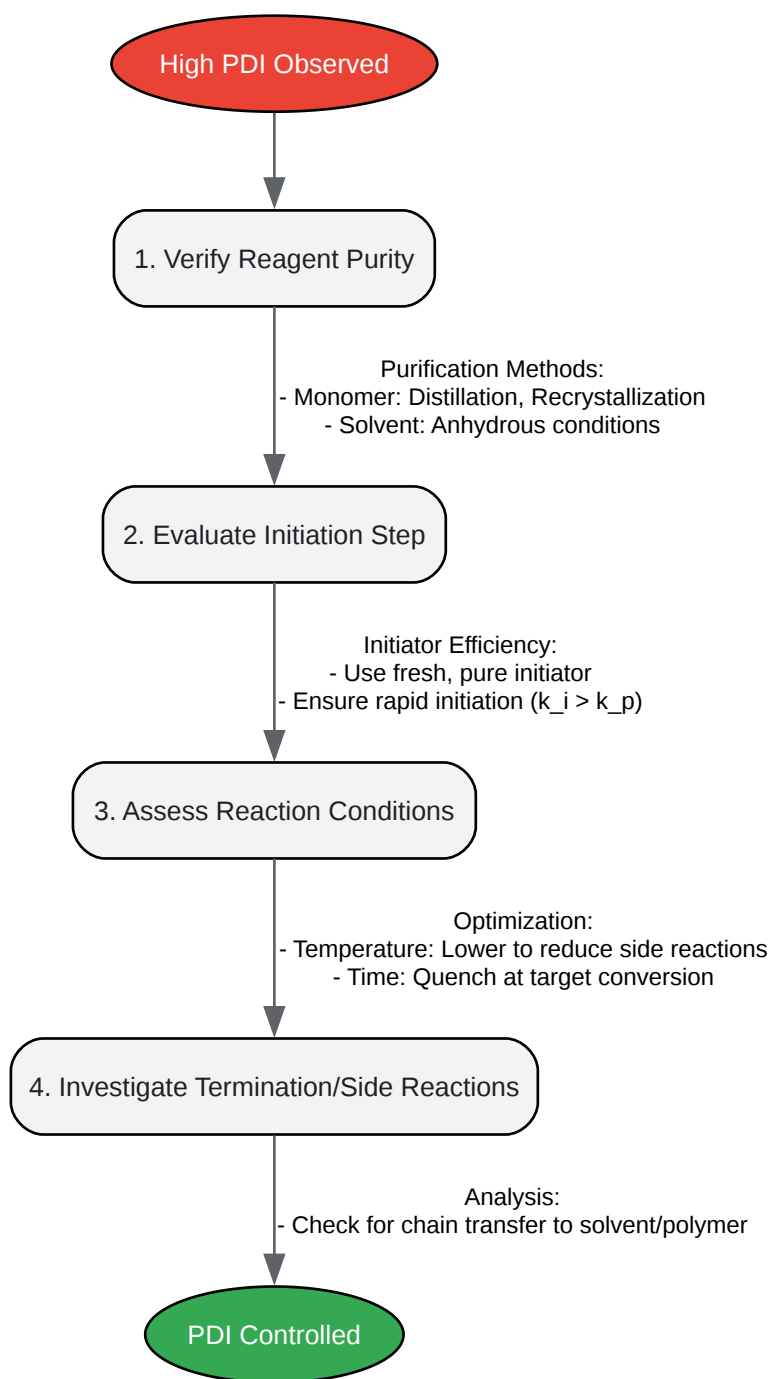 High PDI Observed
1. Verify Reagent Purity
Purification Methods:
- Monomer: Distillation, Recrystallization
- Solvent: Anhydrous conditions
2. Evaluate Initiation Step
Initiator Efficiency:
- Use fresh, pure initiator
- Ensure rapid initiation (k_i > k_p)
3. Assess Reaction Conditions
Optimization:
- Temperature: Lower to reduce side reactions
- Time: Quench at target conversion
4. Investigate Termination/Side Reactions
Analysis:
- Check for chain transfer to solvent/polymer
PDI Controlled